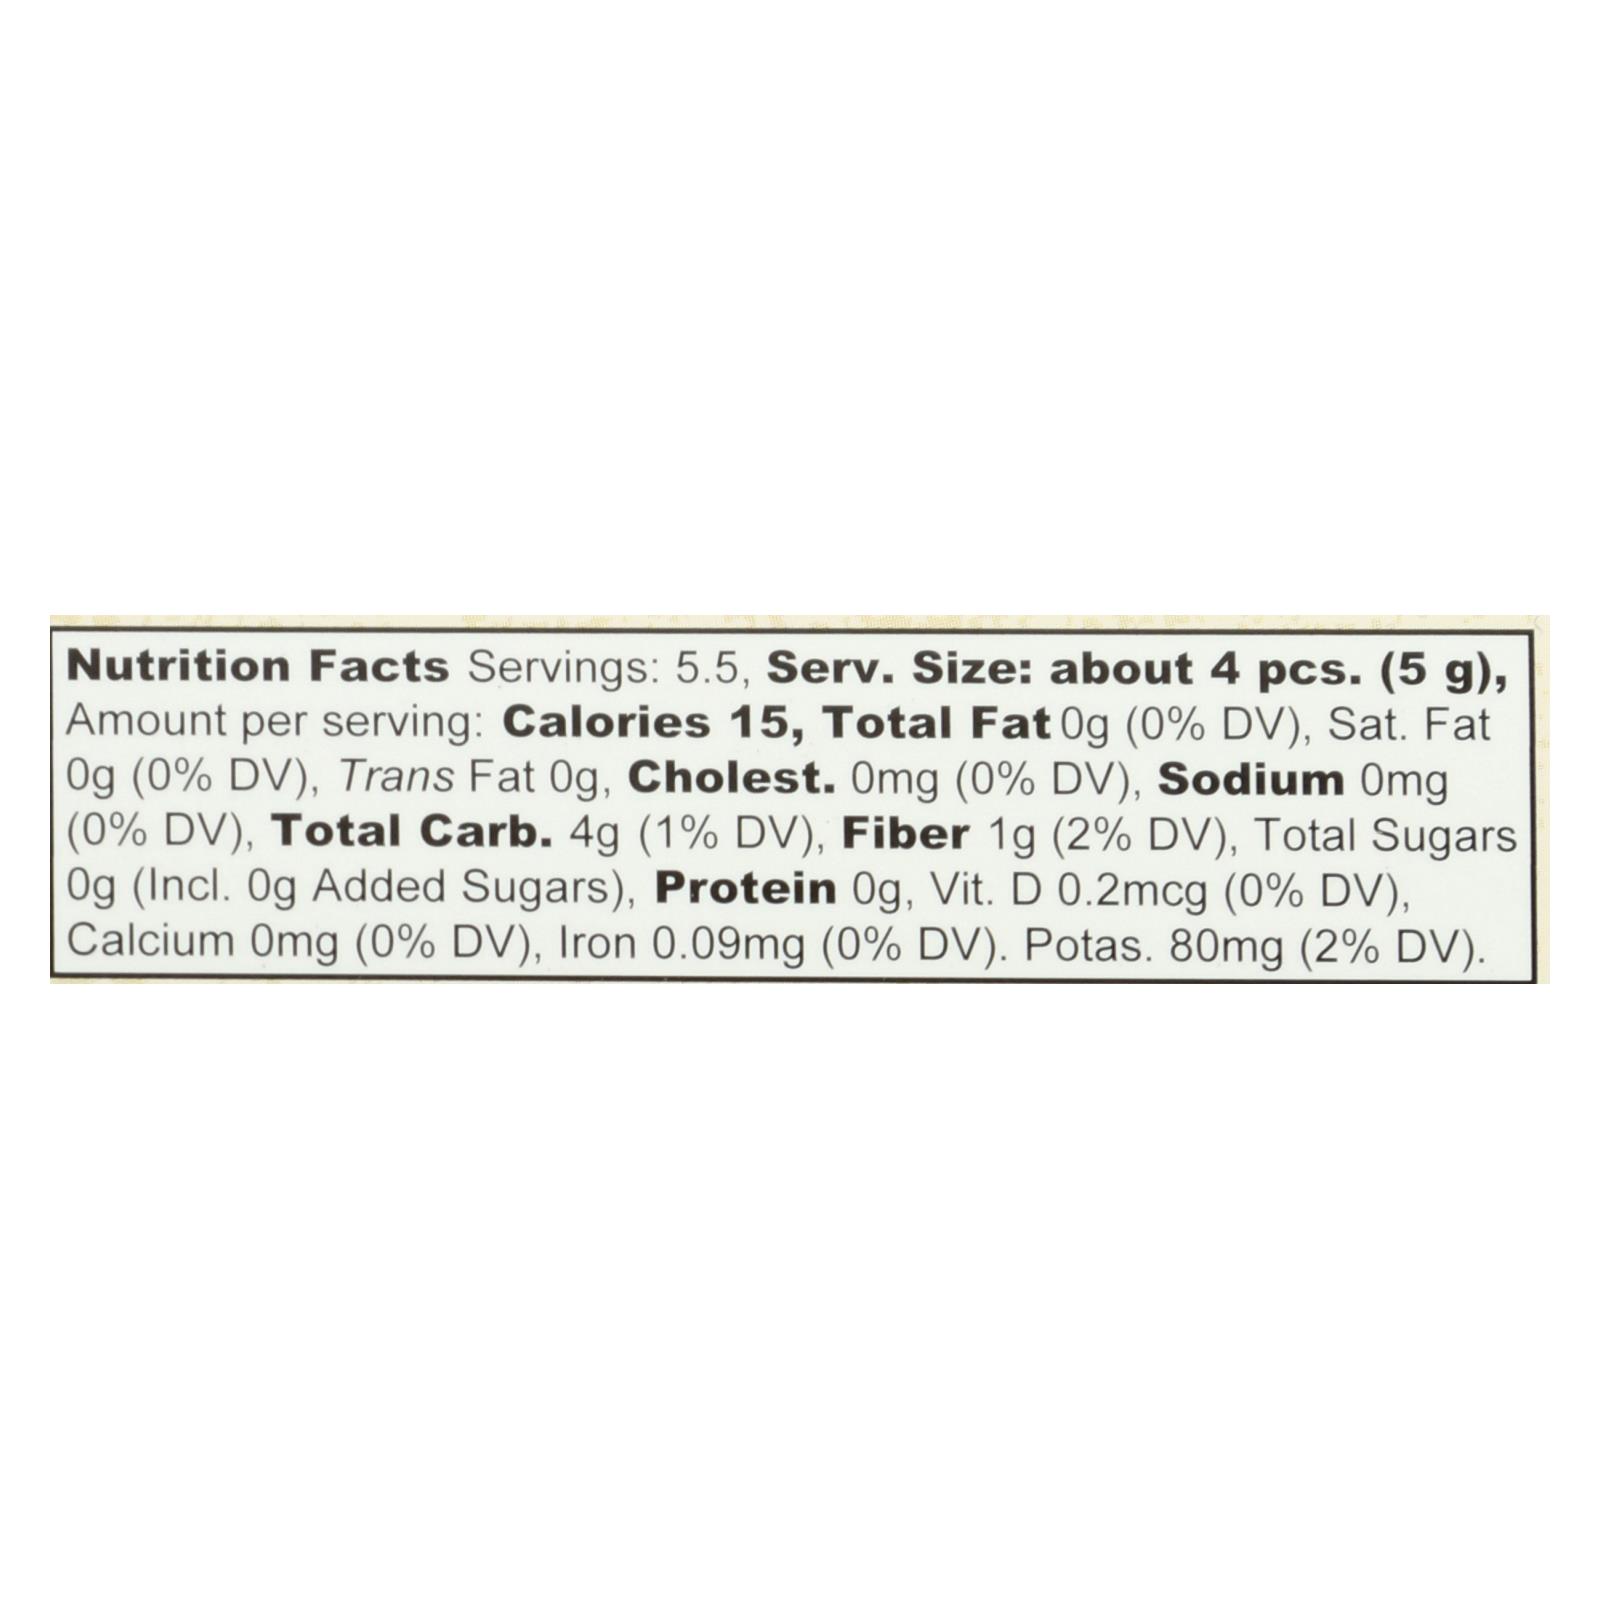 Nutrition Facts Servings: 5.5, Serv. Size: about 4 pcs. (5 g),
Amount per serving: Calories 15, Total Fat 0g (0% DV), Sat. Fat
0g (0% DV), Trans Fat 0g, Cholest. 0mg (0% DV), Sodium 0mg
(0% DV), Total Carb. 4g (1% DV), Fiber 1g (2% DV), Total Sugars
0g (Incl. 0g Added Sugars), Protein 0g, Vit. D 0.2mcg (0% DV),
Calcium 0mg (0% DV), Iron 0.09mg (0% DV). Potas. 80mg (2% DV).